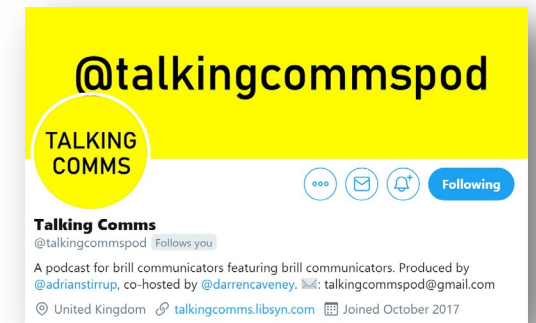 @talkingcommspod
TALKING
COMMS
Following
Talking Comms
@talkingcommspod Follows you
A podcast for brill communicators featuring brill communicators. Produced by
@adrianstirrup, co-hosted by @darrencaveney. ✉️: talkingcommspod@gmail.com
United Kingdom talkingcomms.libsyn.com Joined October 2017